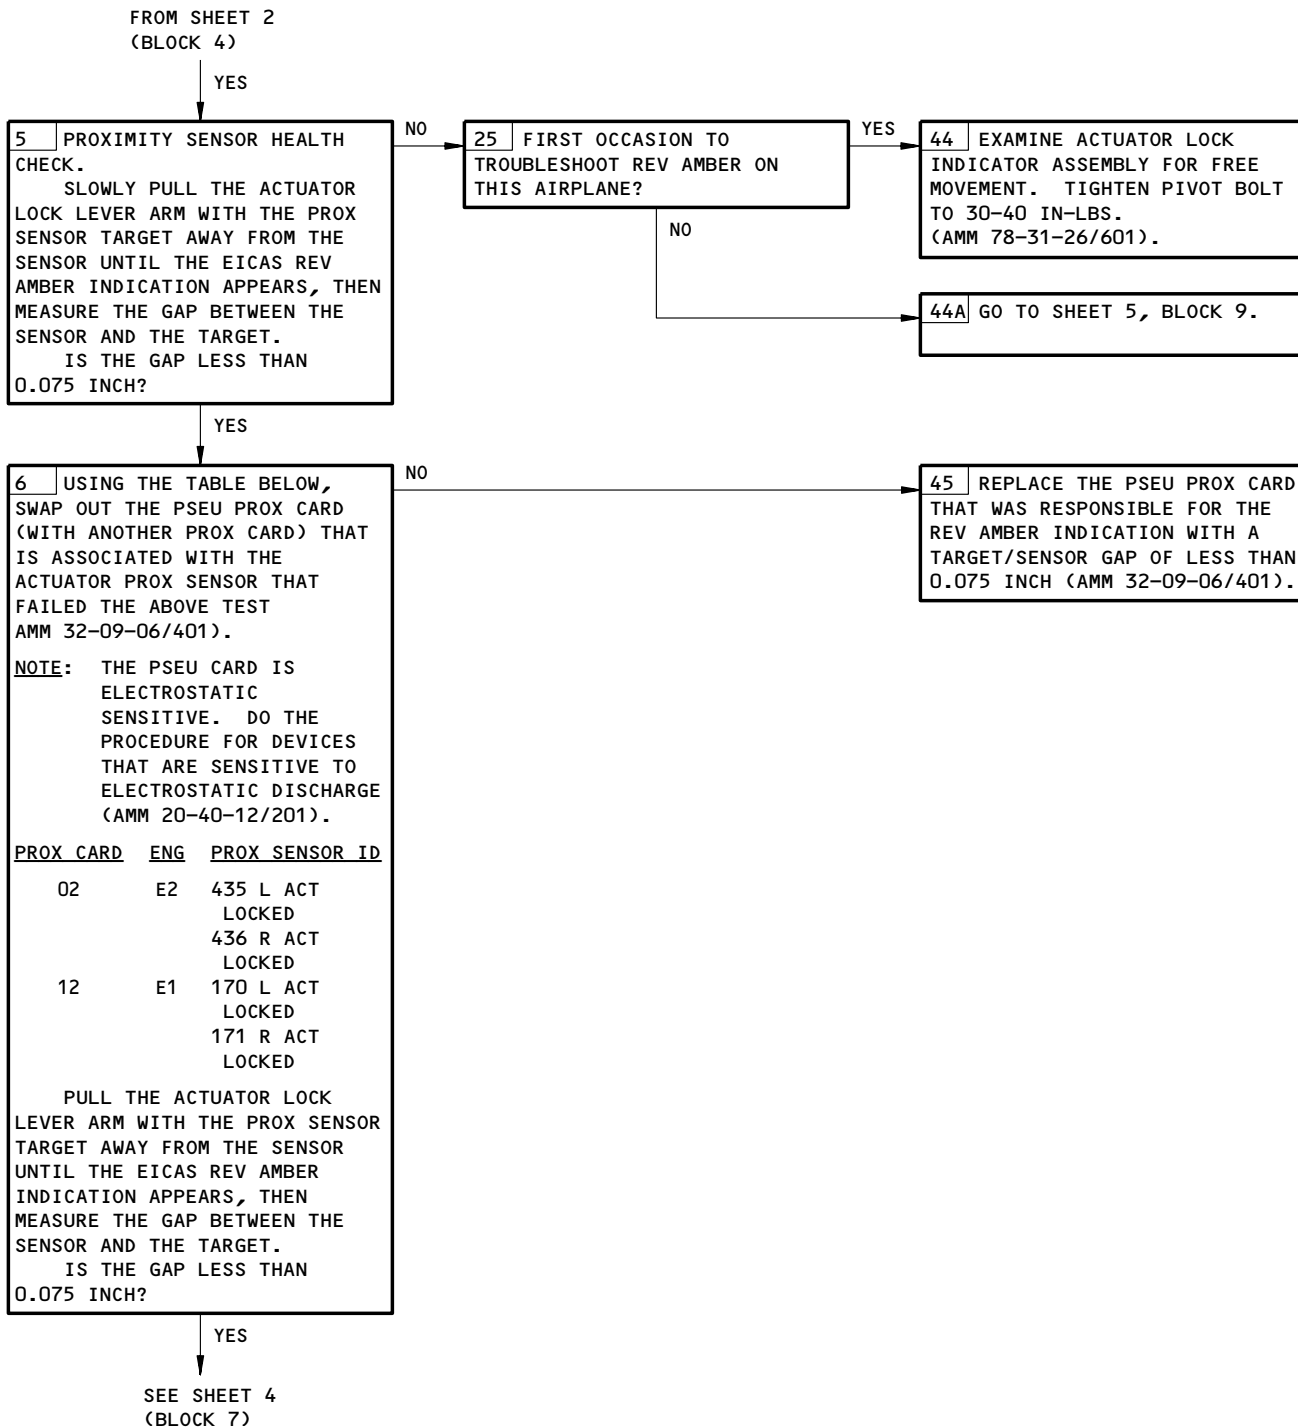 FROM SHEET 2
(BLOCK 4)
YES
5 PROXIMITY SENSOR HEALTH
CHECK.
SLOWLY PULL THE ACTUATOR
LOCK LEVER ARM WITH THE PROX
SENSOR TARGET AWAY FROM THE
SENSOR UNTIL THE EICAS REV
AMBER INDICATION APPEARS, THEN
MEASURE THE GAP BETWEEN THE
SENSOR AND THE TARGET.
IS THE GAP LESS THAN
0.075 INCH?
NO
25 FIRST OCCASION TO
TROUBLESHOOT REV AMBER ON
THIS AIRPLANE?
YES
44 EXAMINE ACTUATOR LOCK
INDICATOR ASSEMBLY FOR FREE
MOVEMENT. TIGHTEN PIVOT BOLT
TO 30-40 IN-LBS.
(AMM 78-31-26/601).
NO
44A GO TO SHEET 5, BLOCK 9.
YES
6 USING THE TABLE BELOW,
SWAP OUT THE PSEU PROX CARD
(WITH ANOTHER PROX CARD) THAT
IS ASSOCIATED WITH THE
ACTUATOR PROX SENSOR THAT
FAILED THE ABOVE TEST
AMM 32-09-06/401).
NOTE: THE PSEU CARD IS
ELECTROSTATIC
SENSITIVE. DO THE
PROCEDURE FOR DEVICES
THAT ARE SENSITIVE TO
ELECTROSTATIC DISCHARGE
(AMM 20-40-12/201).
PROX CARD ENG PROX SENSOR ID
02 E2 435 L ACT
LOCKED
436 R ACT
LOCKED
12 E1 170 L ACT
LOCKED
171 R ACT
LOCKED
PULL THE ACTUATOR LOCK
LEVER ARM WITH THE PROX SENSOR
TARGET AWAY FROM THE SENSOR
UNTIL THE EICAS REV AMBER
INDICATION APPEARS, THEN
MEASURE THE GAP BETWEEN THE
SENSOR AND THE TARGET.
IS THE GAP LESS THAN
0.075 INCH?
NO
45 REPLACE THE PSEU PROX CARD
THAT WAS RESPONSIBLE FOR THE
REV AMBER INDICATION WITH A
TARGET/SENSOR GAP OF LESS THAN
0.075 INCH (AMM 32-09-06/401).
YES
SEE SHEET 4
(BLOCK 7)